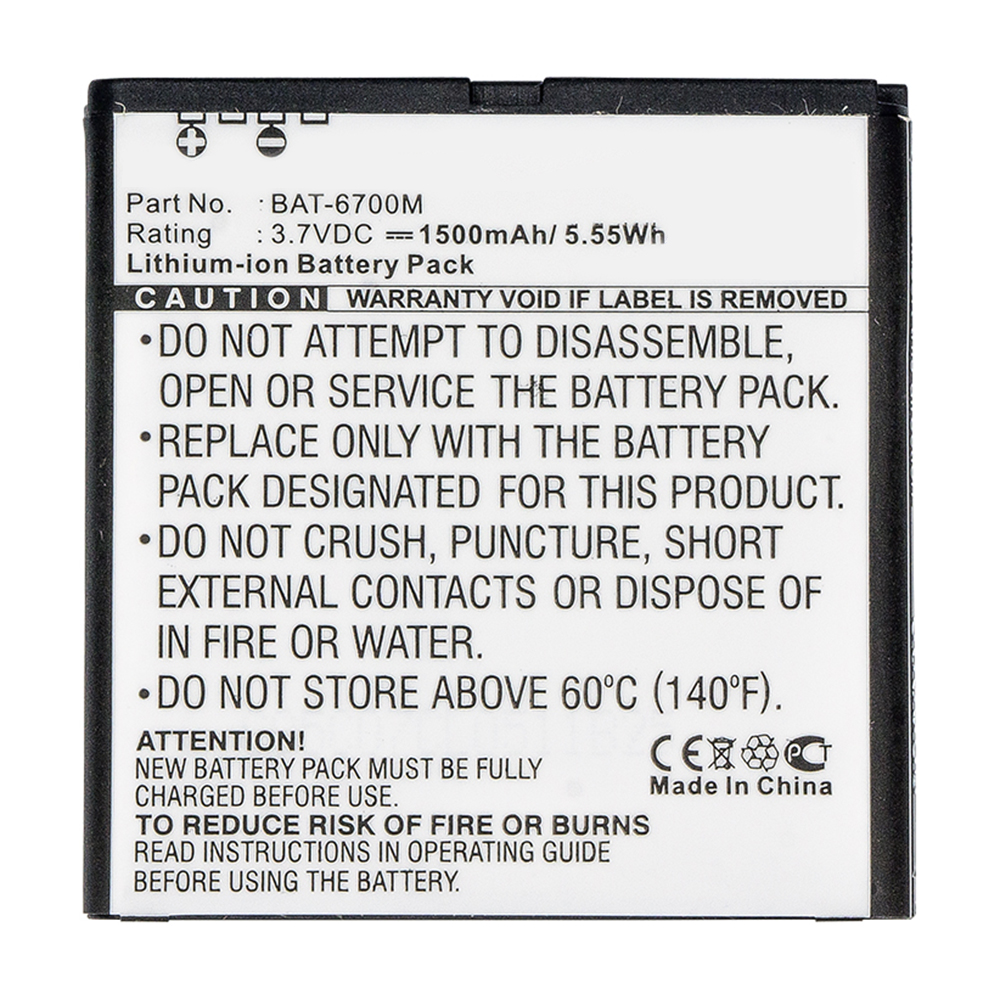 Part No. : BAT-6700M
Rating : 3.7VDC ⎓ 1500mAh/ 5.55Wh
Lithium-ion Battery Pack
CAUTION WARRANTY VOID IF LABEL IS REMOVED
•DO NOT ATTEMPT TO DISASSEMBLE,
OPEN OR SERVICE THE BATTERY PACK.
•REPLACE ONLY WITH THE BATTERY
PACK DESIGNATED FOR THIS PRODUCT.
•DO NOT CRUSH, PUNCTURE, SHORT
EXTERNAL CONTACTS OR DISPOSE OF
IN FIRE OR WATER.
•DO NOT STORE ABOVE 60°C (140°F).
ATTENTION!
NEW BATTERY PACK MUST BE FULLY
CHARGED BEFORE USE.
TO REDUCE RISK OF FIRE OR BURNS
READ INSTRUCTIONS IN OPERATING GUIDE
BEFORE USING THE BATTERY.
CE PCT
Made In China